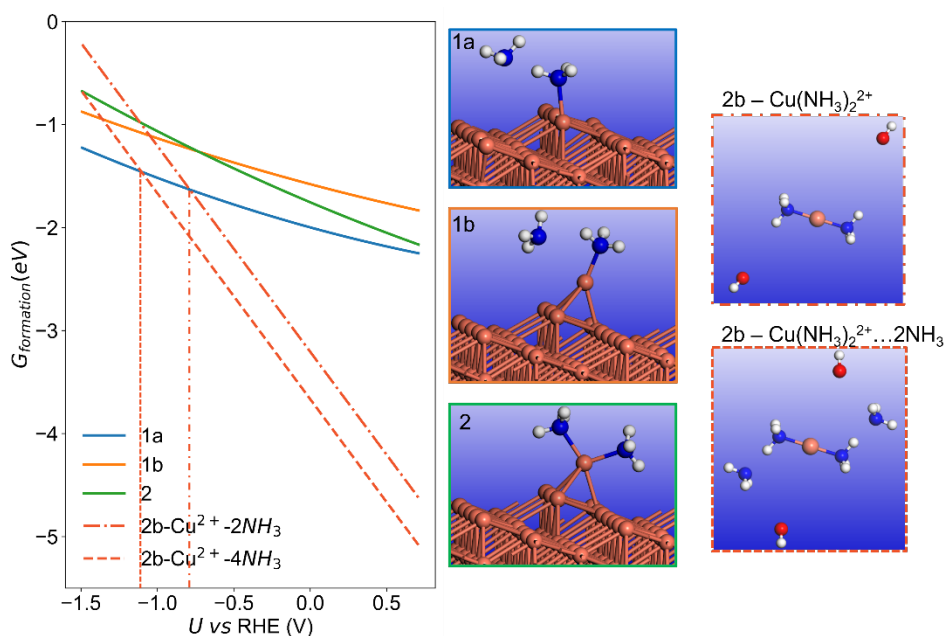 0
−1
−2
−3
−4
−5
G_formation (eV)
1a
1b
2
2b-Cu²⁺-2NH₃
2b-Cu²⁺-4NH₃
−1.5 −1.0 −0.5 0.0 0.5
U vs RHE (V)
1a
1b
2
2b – Cu(NH₃)₂²⁺
2b – Cu(NH₃)₂²⁺…2NH₃